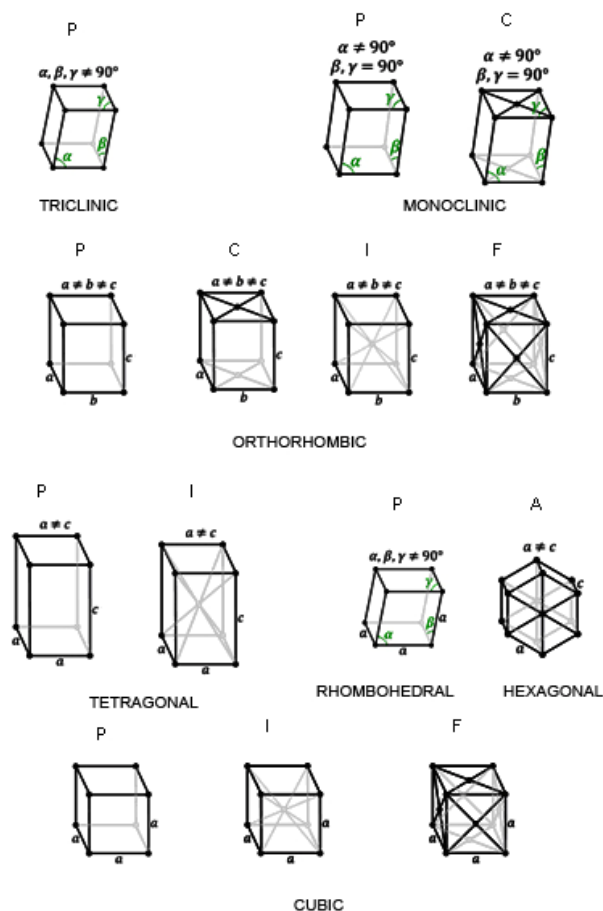 P
α, β, γ ≠ 90°
γ
β
α
TRICLINIC
P
C
α ≠ 90°
β, γ = 90°
γ
β
α
α ≠ 90°
β, γ = 90°
γ
β
α
MONOCLINIC
P
C
I
F
a ≠ b ≠ c
a
b
c
a ≠ b ≠ c
a
b
c
a ≠ b ≠ c
a
b
c
a ≠ b ≠ c
a
b
c
ORTHORHOMBIC
P
I
a ≠ c
a
a
c
a ≠ c
a
a
c
TETRAGONAL
P
α, β, γ ≠ 90°
γ
β
α
a
a
a
RHOMBOHEDRAL
A
a ≠ c
c
a
HEXAGONAL
P
I
F
a
a
a
a
a
a
a
a
a
CUBIC